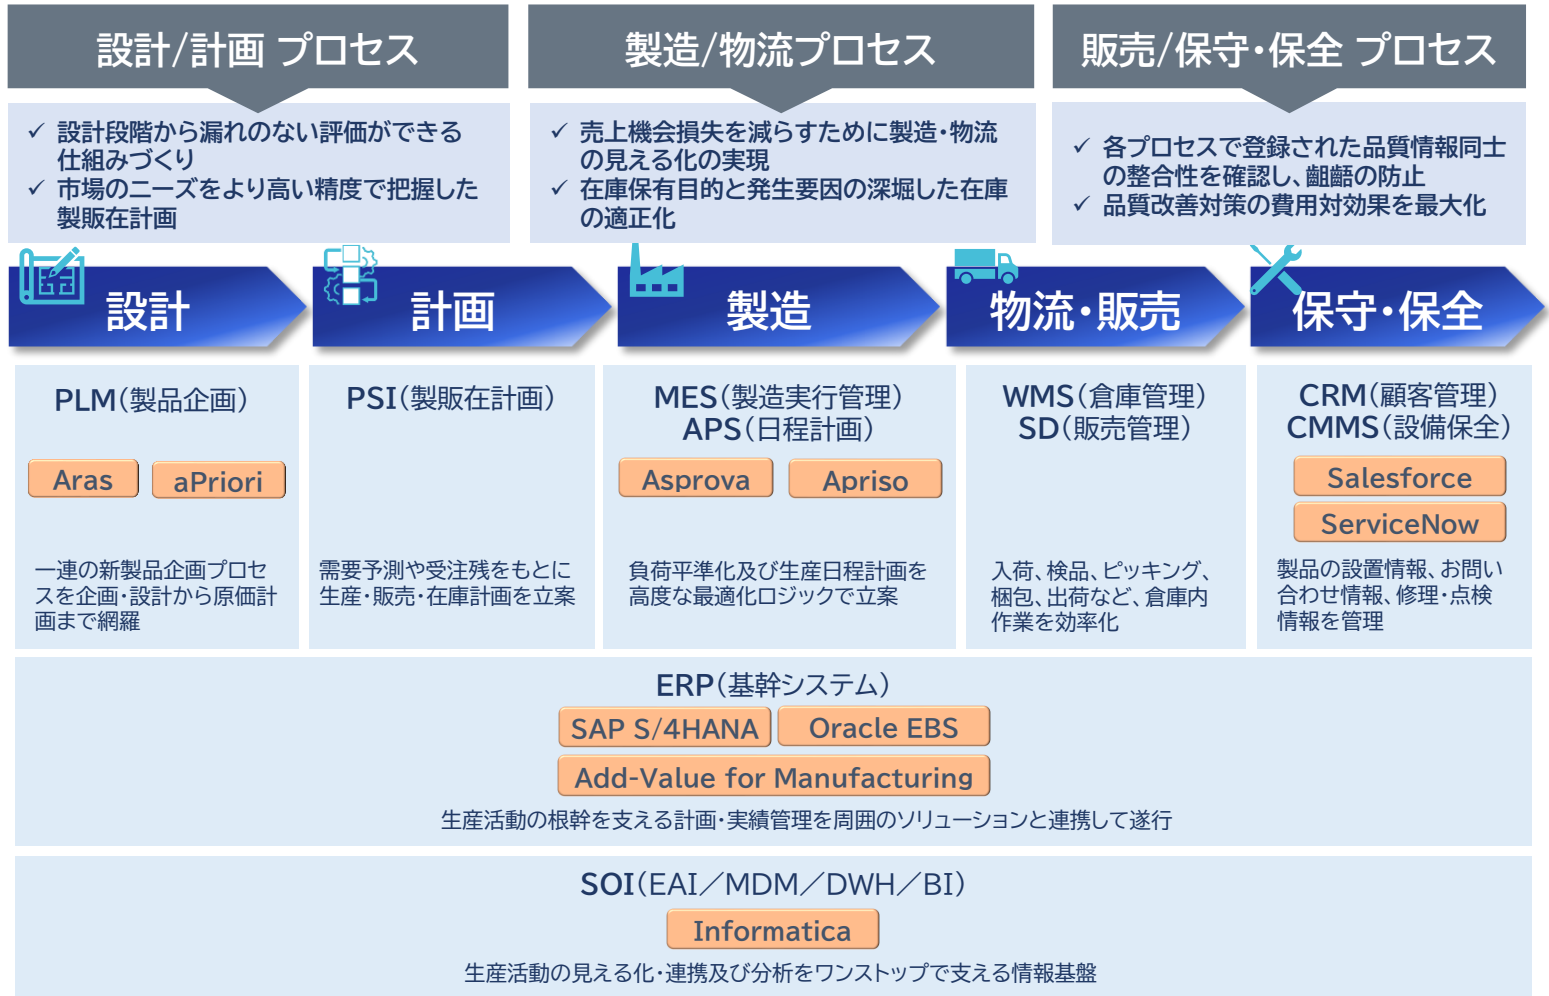 設計/計画 プロセス
✓ 設計段階から漏れのない評価ができる
仕組みづくり
✓ 市場のニーズをより高い精度で把握した
製販在計画
製造/物流プロセス
✓ 売上機会損失を減らすために製造・物流
の見える化の実現
✓ 在庫保有目的と発生要因の深堀した在庫
の適正化
販売/保守・保全 プロセス
✓ 各プロセスで登録された品質情報同士
の整合性を確認し、齟齬の防止
✓ 品質改善対策の費用対効果を最大化
設計
計画
製造
物流・販売
保守・保全
PLM(製品企画)
Aras
aPriori
一連の新製品企画プロセ
スを企画・設計から原価計
画まで網羅
PSI(製販在計画)
需要予測や受注残をもとに
生産・販売・在庫計画を立案
MES(製造実行管理)
APS(日程計画)
Asprova
Apriso
負荷平準化及び生産日程計画を
高度な最適化ロジックで立案
WMS(倉庫管理)
SD(販売管理)
入荷、検品、ピッキング、
梱包、出荷など、倉庫内
作業を効率化
CRM(顧客管理)
CMMS(設備保全)
Salesforce
ServiceNow
製品の設置情報、お問い
合わせ情報、修理・点検
情報を管理
ERP(基幹システム)
SAP S/4HANA
Oracle EBS
Add-Value for Manufacturing
生産活動の根幹を支える計画・実績管理を周囲のソリューションと連携して遂行
SOI(EAI/MDM/DWH/BI)
Informatica
生産活動の見える化・連携及び分析をワンストップで支える情報基盤